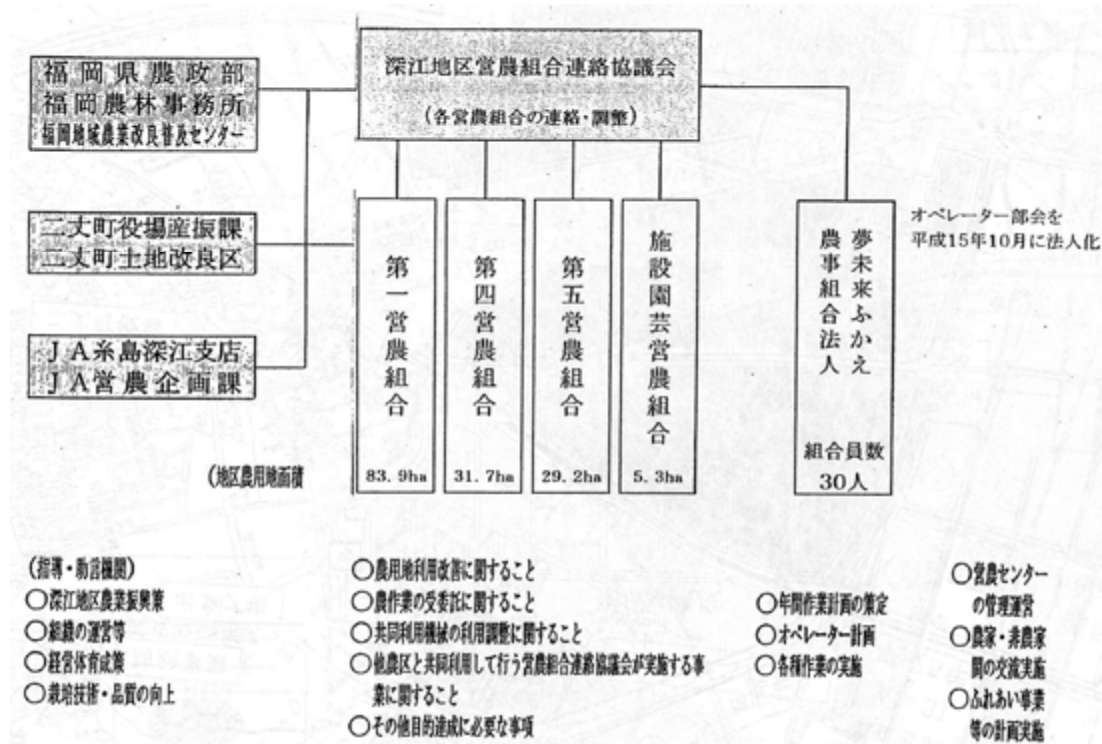 福岡県農政部
福岡農林事務所
福岡地域農業改良普及センター
二丈町役場産振課
二丈町土地改良区
JA糸島深江支店
JA営農企画課
深江地区営農組合連絡協議会
(各営農組合の連絡・調整)
第一営農組合
83.9ha
第四営農組合
31.7ha
第五営農組合
29.2ha
施設園芸営農組合
5.3ha
(地区農用地面積
夢未来ふかえ
農事組合法人
組合員数
30人
オペレーター部会を
平成15年10月に法人化
(指導・助言機関)
○深江地区農業振興策
○組織の運営等
○経営体育成策
○栽培技術・品質の向上
○農用地利用改善に関すること
○農作業の受委託に関すること
○共同利用機械の利用調整に関すること
○他農区と共同利用して行う営農組合連絡協議会が実施する事
業に関すること
○その他目的達成に必要な事項
○年間作業計画の策定
○オペレーター計画
○各種作業の実施
○営農センター
の管理運営
○農家・非農家
間の交流実施
○ふれあい事業
等の計画実施